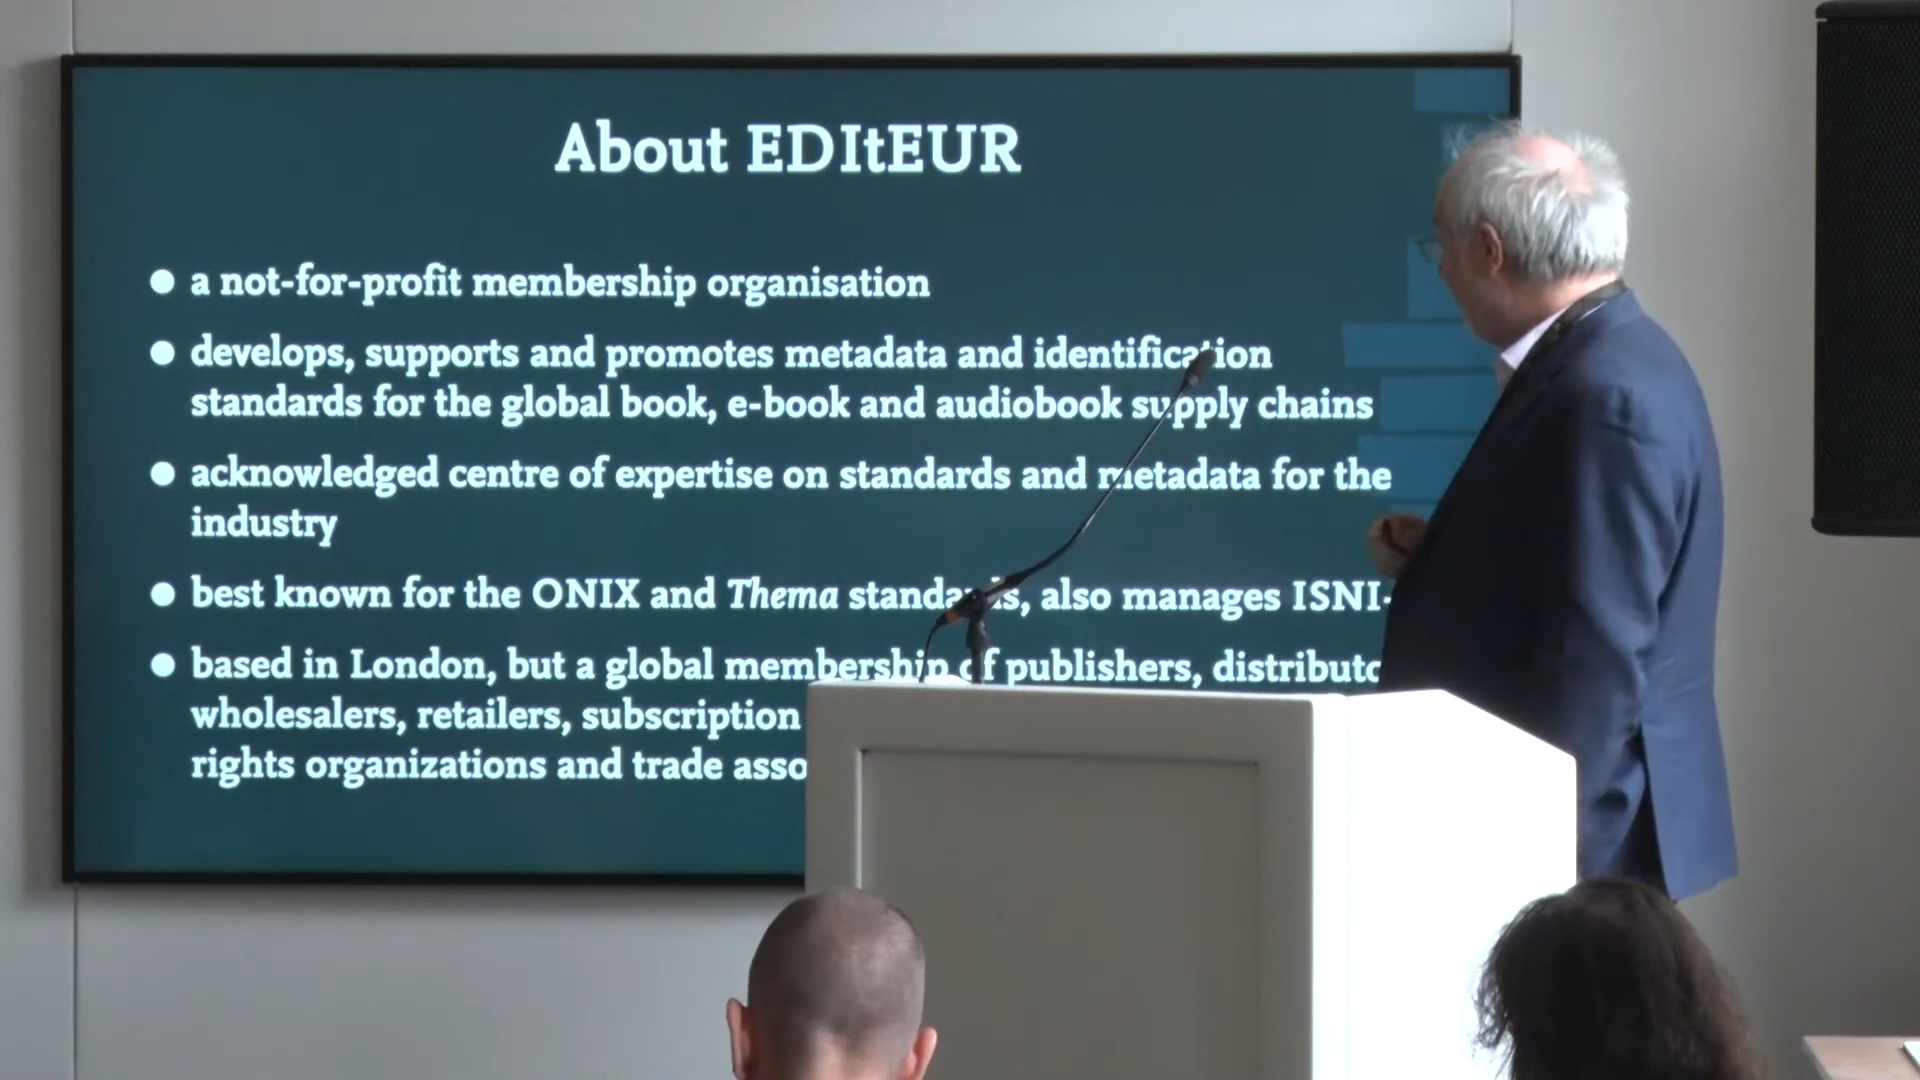 About EDItEUR
● a not-for-profit membership organisation
● develops, supports and promotes metadata and identification
standards for the global book, e-book and audiobook supply chains
● acknowledged centre of expertise on standards and metadata for the
industry
● best known for the ONIX and Thema standards, also manages ISNI-
● based in London, but a global membership of publishers,
wholesalers, retailers, subscription
rights organizations and trade